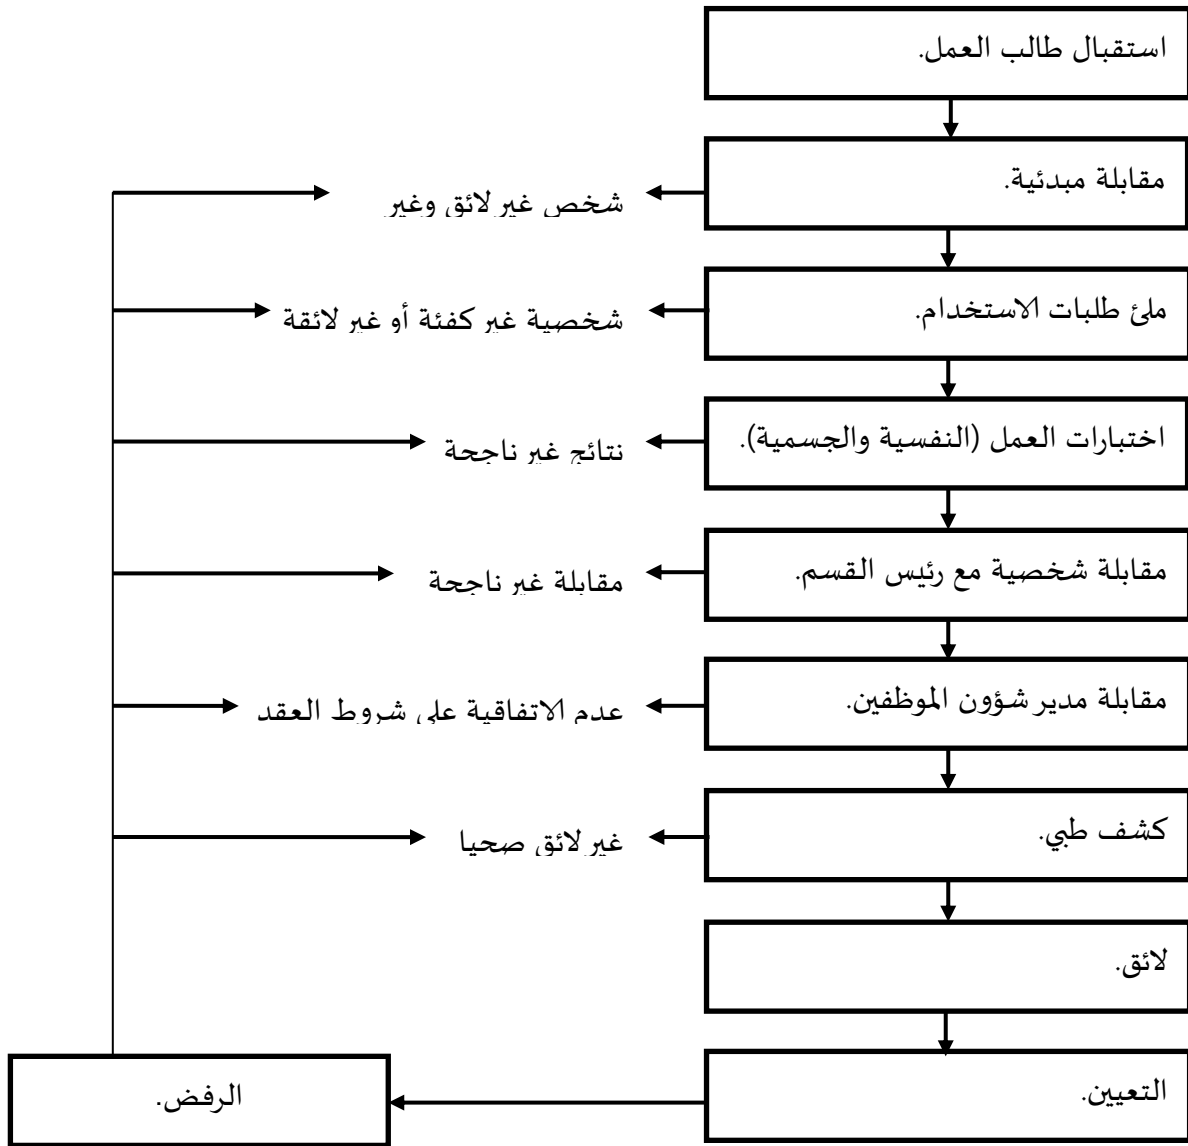 استقبال طالب العمل.
مقابلة مبدئية.
شخص غير لائق وغير
ملئ طلبات الاستخدام.
شخصية غير كفئة أو غير لائقة
اختبارات العمل (النفسية والجسمية).
نتائج غير ناجحة
مقابلة شخصية مع رئيس القسم.
مقابلة غير ناجحة
مقابلة مدير شؤون الموظفين.
عدم الاتفاقية على شروط العقد
كشف طبي.
غير لائق صحيا
لائق.
التعيين.
الرفض.